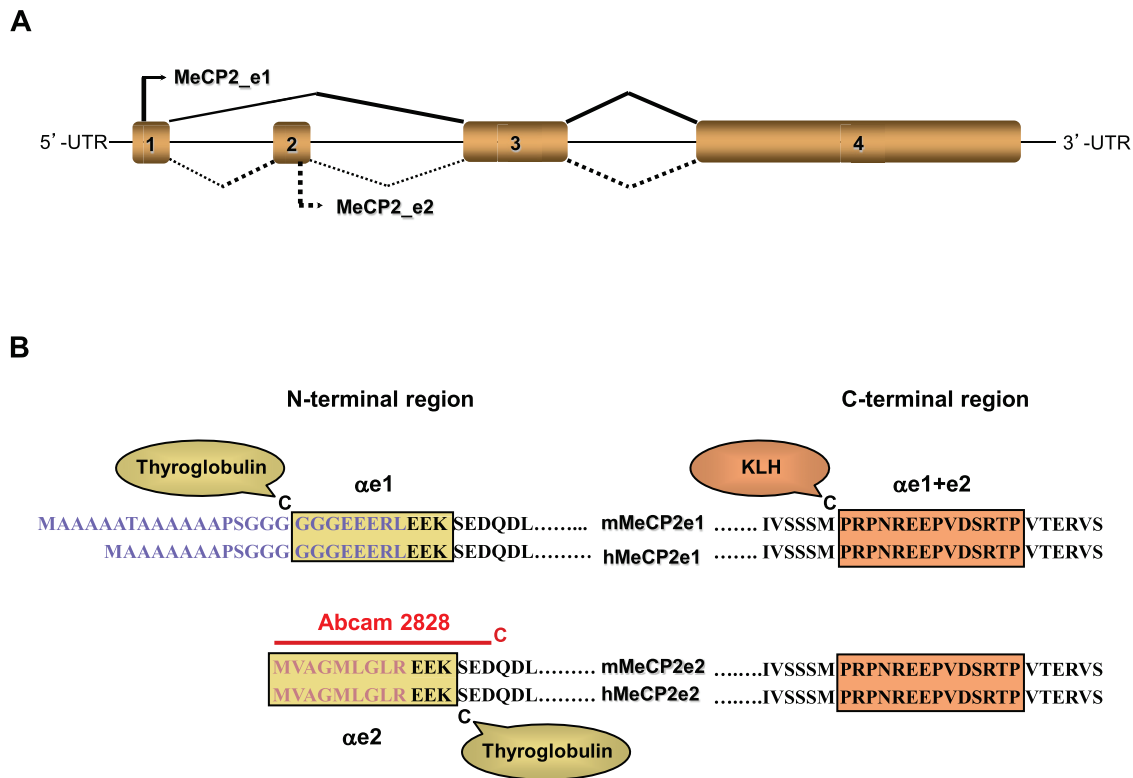 A
MeCP2_e1
5’ -UTR 1 2 3 4 3’ -UTR
MeCP2_e2
B
N-terminal region C-terminal region
Thyroglobulin KLH
αe1 αe1+e2
C C
MAAAAATAAAAAAAPSGGG GGGEEERLEEK SEDQDL……... mMeCP2e1 ……. IVSSSM PRPNREEPVDSRTP VTERVS
MAAAAAAAPSGGG GGGEEERLEEK SEDQDL……… hMeCP2e1 ……. IVSSSM PRPNREEPVDSRTP VTERVS
Abcam 2828
C
MVAGMLGLR EEK SEDQDL……… mMeCP2e2 ……..IVSSSM PRPNREEPVDSRTP VTERVS
MVAGMLGLR EEK SEDQDL……… hMeCP2e2 ……..IVSSSM PRPNREEPVDSRTP VTERVS
C
αe2
Thyroglobulin